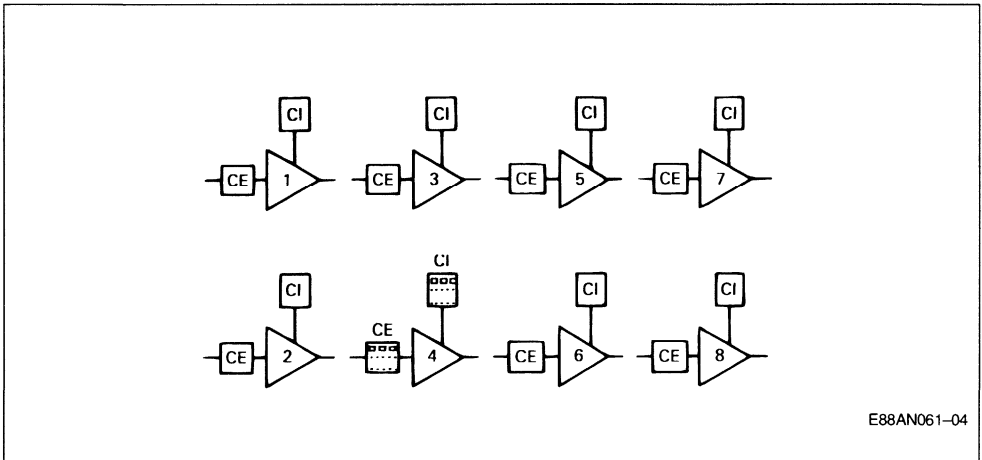 CI CI CI CI
CE 1 CE 3 CE 5 CE 7
CI
CI CI CI
CE
CE 2 4 CE 6 CE 8
E88AN061–04